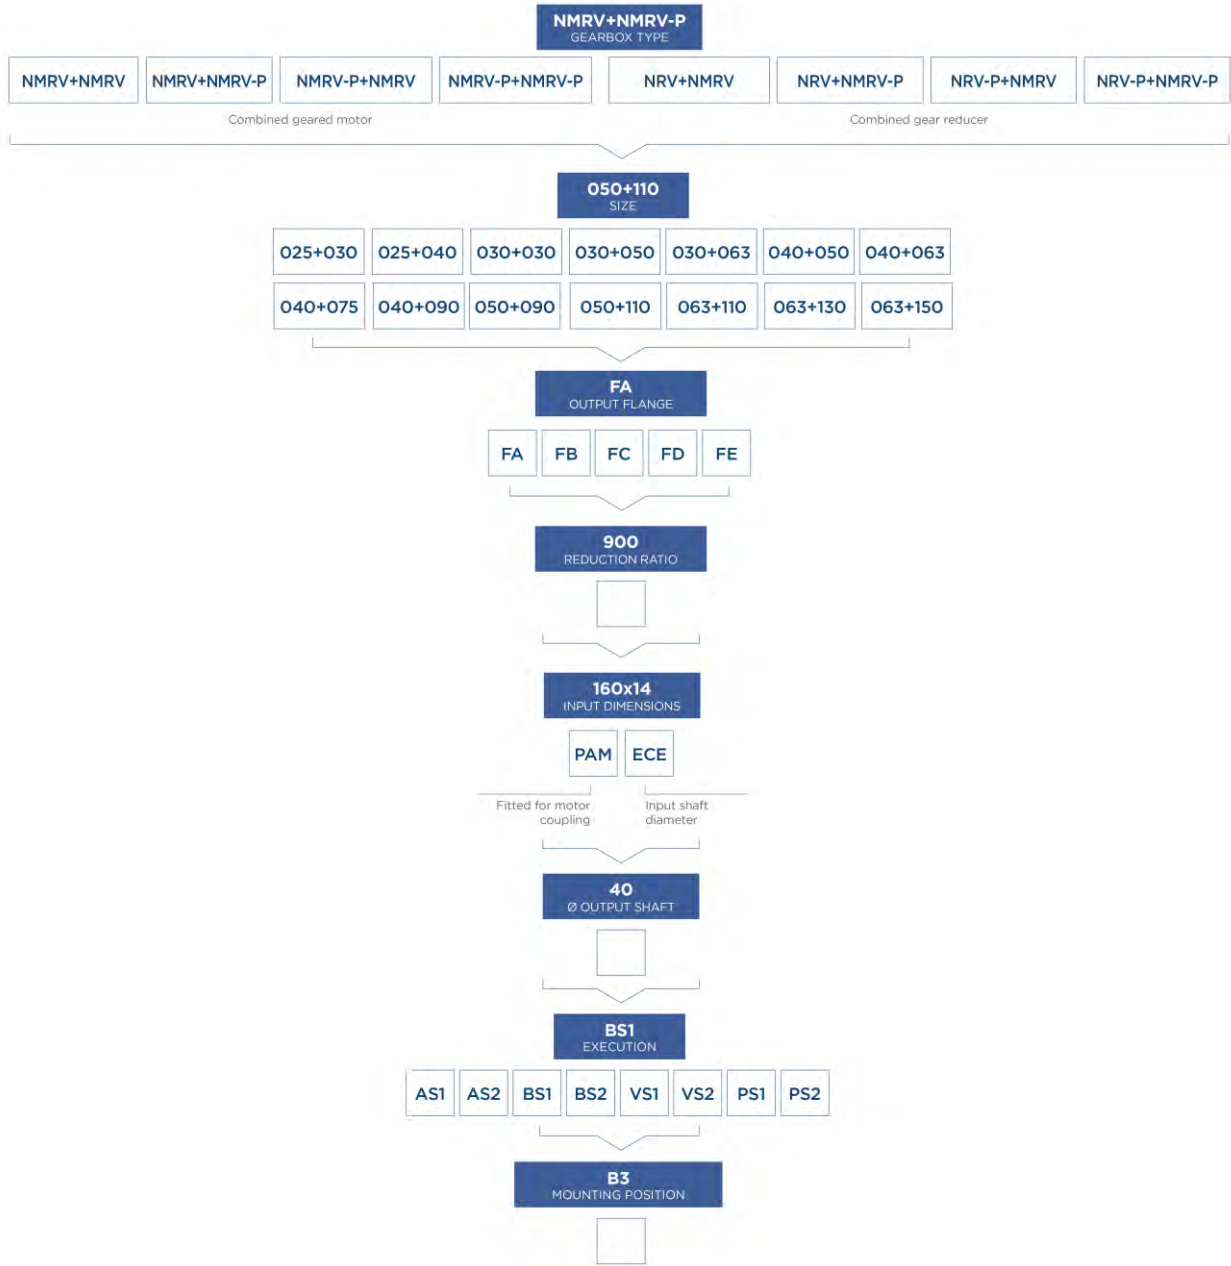 NMRV+NMRV-P
GEARBOX TYPE
NMRV+NMRV NMRV+NMRV-P NMRV-P+NMRV NMRV-P+NMRV-P NRV+NMRV NRV+NMRV-P NRV-P+NMRV NRV-P+NMRV-P
Combined geared motor Combined gear reducer
050+110
SIZE
025+030 025+040 030+030 030+050 030+063 040+050 040+063
040+075 040+090 050+090 050+110 063+110 063+130 063+150
FA
OUTPUT FLANGE
FA FB FC FD FE
900
REDUCTION RATIO
160x14
INPUT DIMENSIONS
PAM ECE
Fitted for motor Input shaft
coupling diameter
40
Ø OUTPUT SHAFT
BS1
EXECUTION
AS1 AS2 BS1 BS2 VS1 VS2 PS1 PS2
B3
MOUNTING POSITION